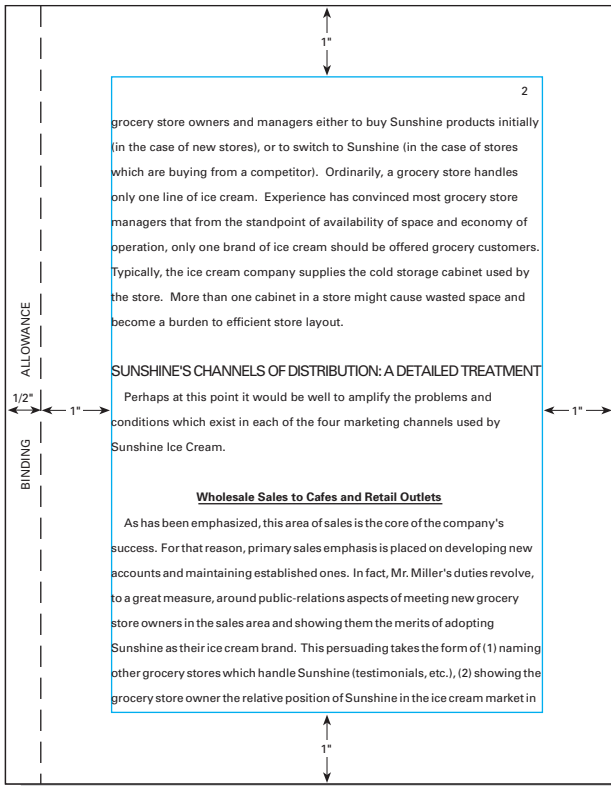 1"
2
grocery store owners and managers either to buy Sunshine products initially
(in the case of new stores), or to switch to Sunshine (in the case of stores
which are buying from a competitor). Ordinarily, a grocery store handles
only one line of ice cream. Experience has convinced most grocery store
managers that from the standpoint of availability of space and economy of
operation, only one brand of ice cream should be offered grocery customers.
Typically, the ice cream company supplies the cold storage cabinet used by
the store. More than one cabinet in a store might cause wasted space and
become a burden to efficient store layout.
SUNSHINE'S CHANNELS OF DISTRIBUTION: A DETAILED TREATMENT
Perhaps at this point it would be well to amplify the problems and
conditions which exist in each of the four marketing channels used by
Sunshine Ice Cream.
Wholesale Sales to Cafes and Retail Outlets
As has been emphasized, this area of sales is the core of the company's
success. For that reason, primary sales emphasis is placed on developing new
accounts and maintaining established ones. In fact, Mr. Miller's duties revolve,
to a great measure, around public-relations aspects of meeting new grocery
store owners in the sales area and showing them the merits of adopting
Sunshine as their ice cream brand. This persuading takes the form of (1) naming
other grocery stores which handle Sunshine (testimonials, etc.), (2) showing the
grocery store owner the relative position of Sunshine in the ice cream market in
BINDING
ALLOWANCE
1/2"
1"
1"
1"